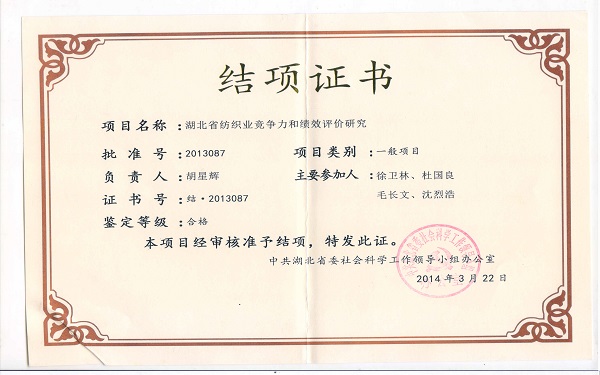 结项证书
项目名称：湖北省纺织业竞争力和绩效评价研究
批准号：2013087 项目类别：一般项目
负责人：胡星辉 主要参加人：徐卫林、杜国良
证书号：结·2013087 毛长文、沈烈浩
鉴定等级：合格
本项目经审核准予结项，特发此证。
中共湖北省委社会科学工作领导小组办公室
2014年3月22日